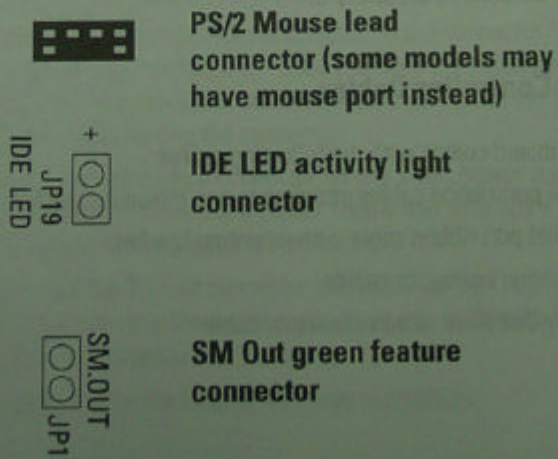 PS/2 Mouse lead
connector (some models may
have mouse port instead)
+
IDE LED
JP19
IDE LED activity light
connector
SM.OUT
JP1
SM Out green feature
connector